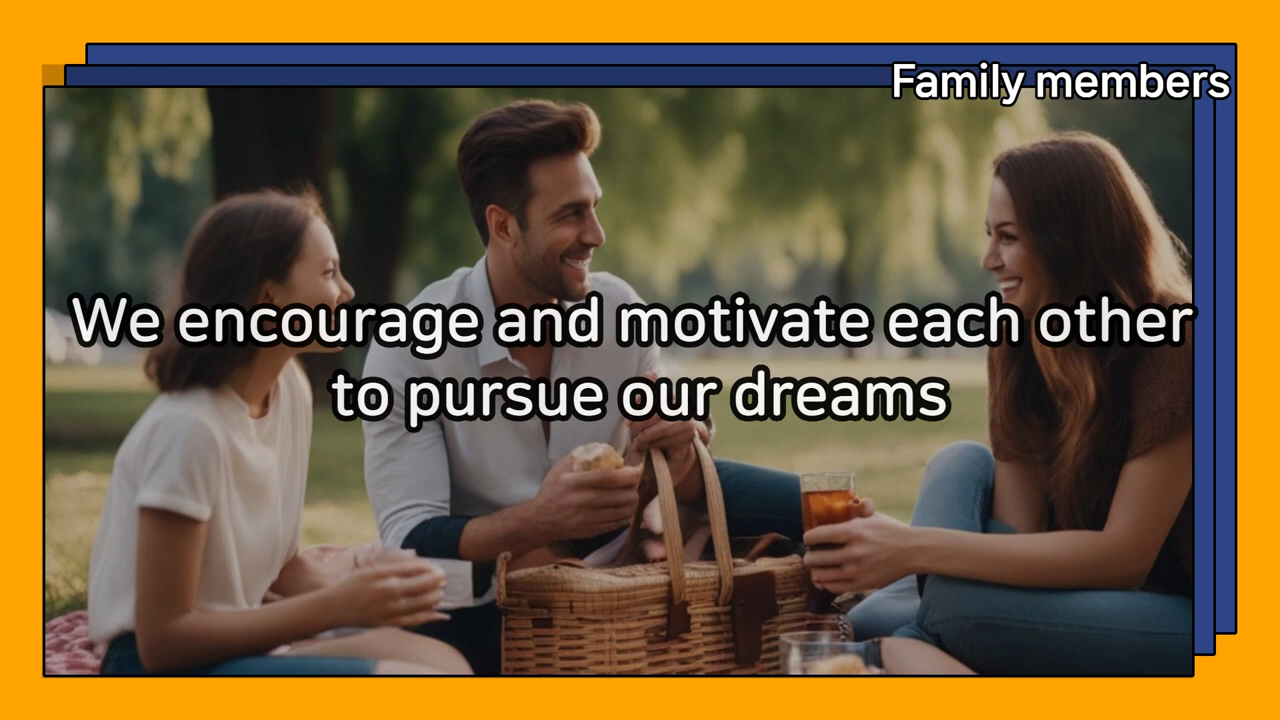 Family members
We encourage and motivate each other
to pursue our dreams